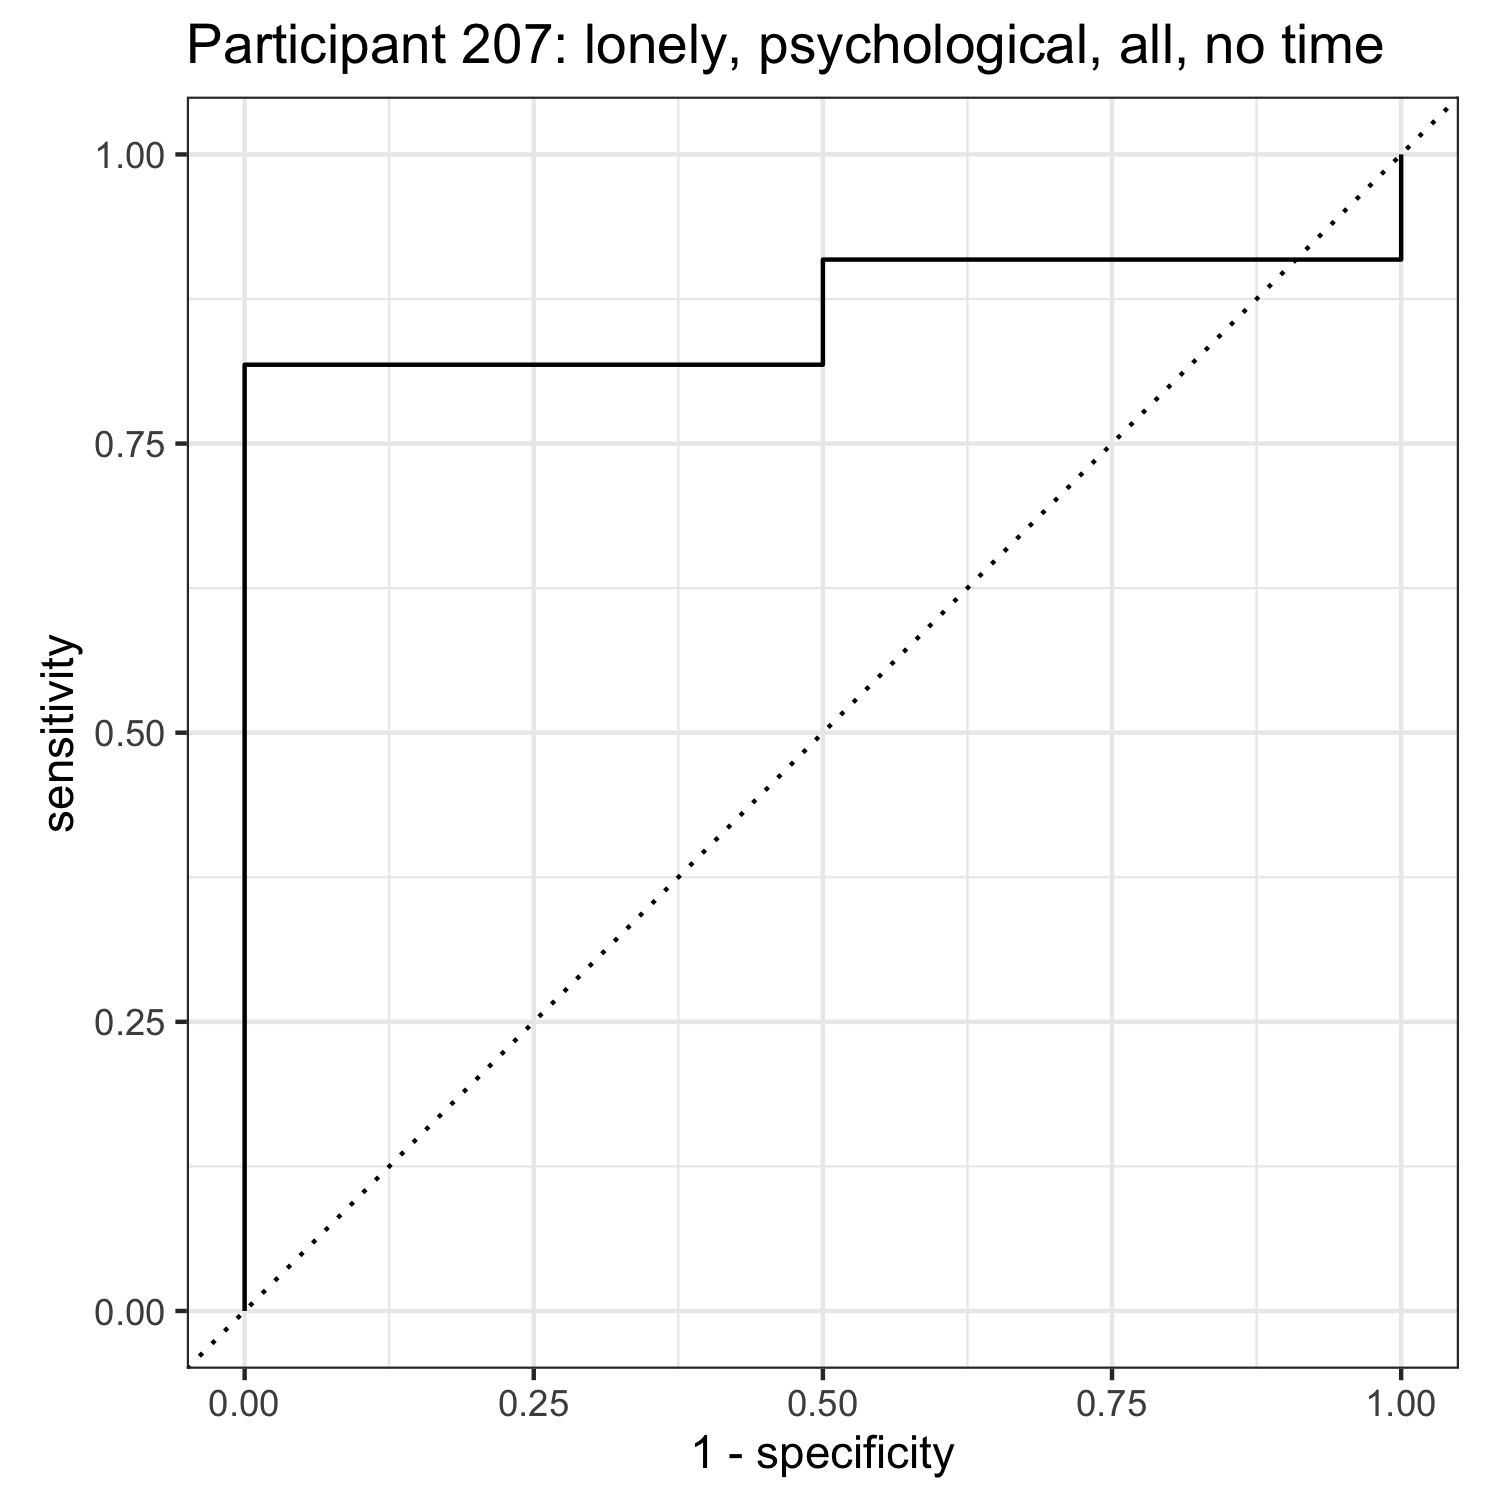 Participant 207: lonely, psychological, all, no time
1.00
0.75
0.50
0.25
0.00
sensitivity
0.00 0.25 0.50 0.75 1.00
1 - specificity